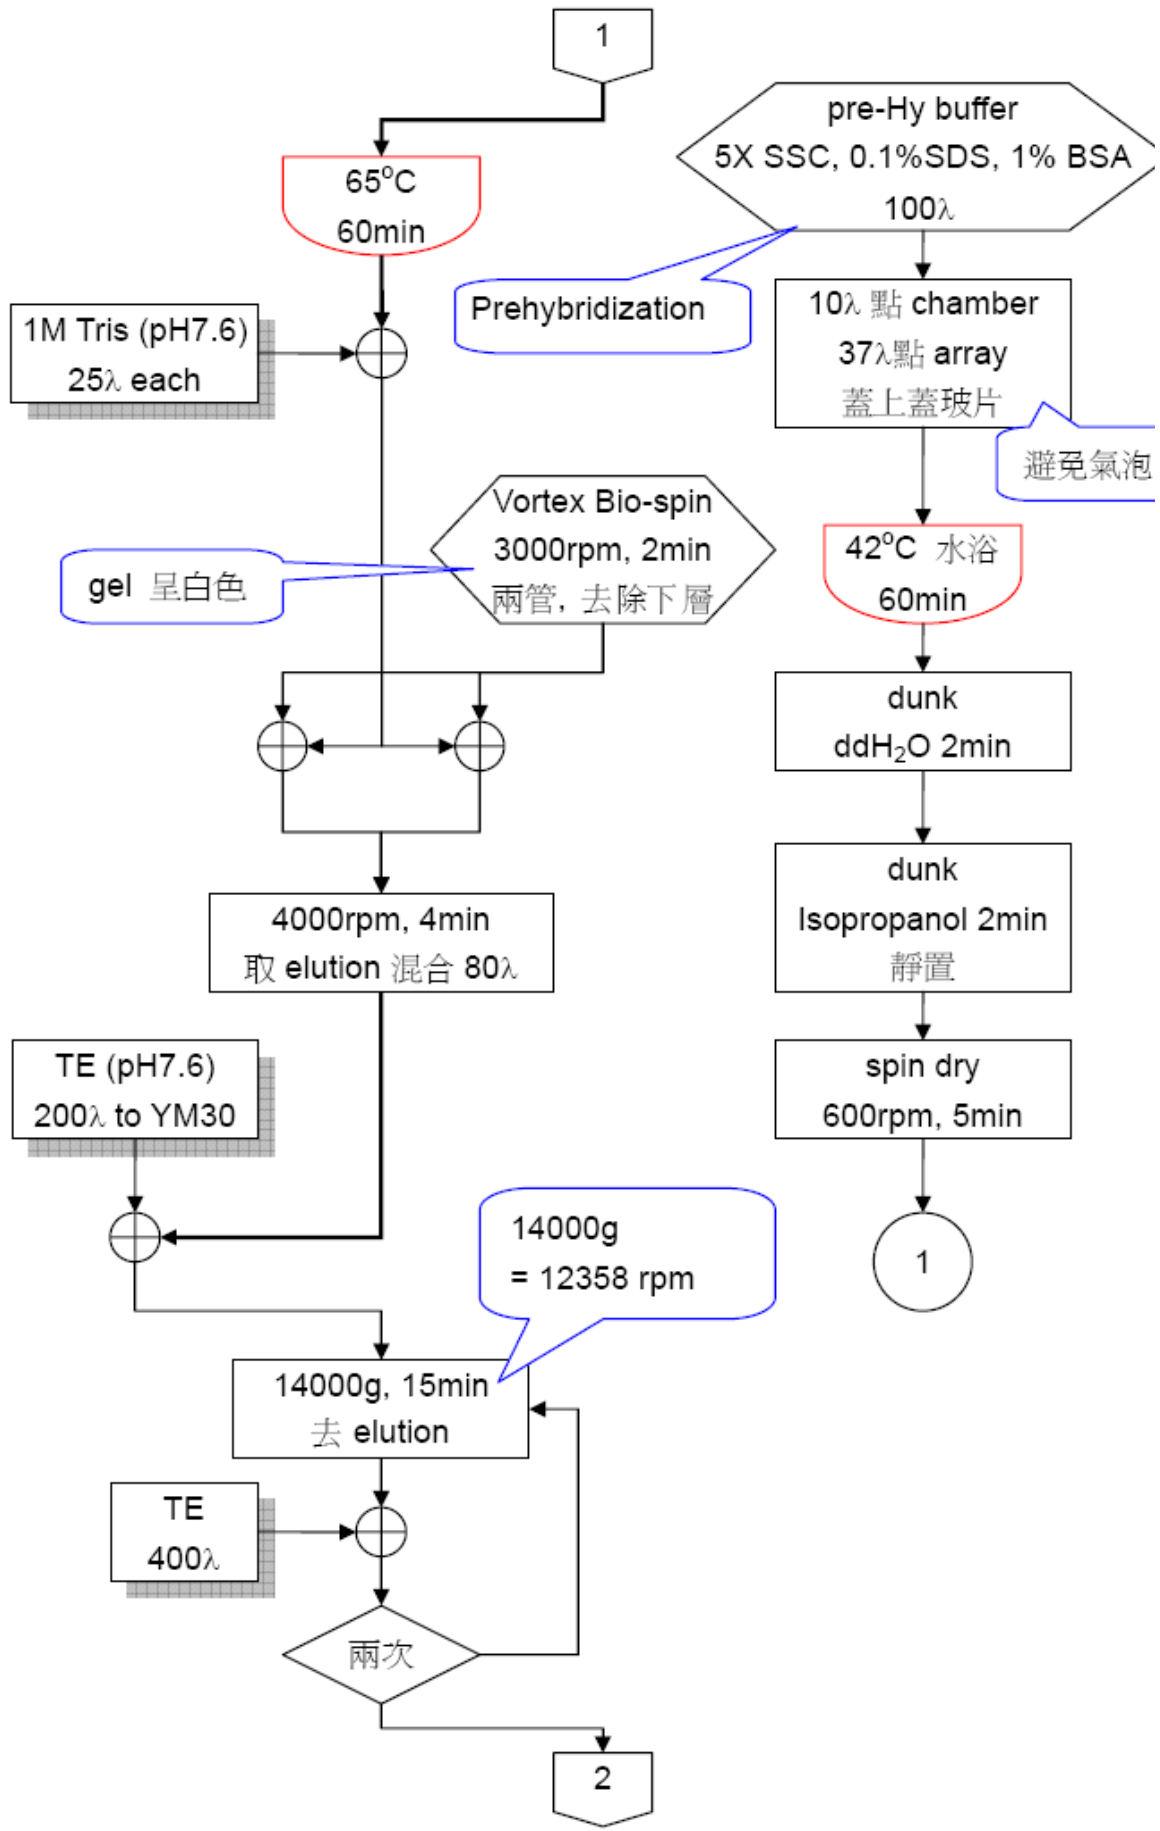 1
65°C
60min
1M Tris (pH7.6)
25λ each
Vortex Bio-spin
3000rpm, 2min
兩管, 去除下層
gel 呈白色
4000rpm, 4min
取 elution 混合 80λ
TE (pH7.6)
200λ to YM30
14000g
= 12358 rpm
14000g, 15min
去 elution
TE
400λ
兩次
2
pre-Hy buffer
5X SSC, 0.1%SDS, 1% BSA
100λ
Prehybridization
10λ 點 chamber
37λ點 array
蓋上蓋玻片
避免氣泡
42°C 水浴
60min
dunk
ddH₂O 2min
dunk
Isopropanol 2min
靜置
spin dry
600rpm, 5min
1